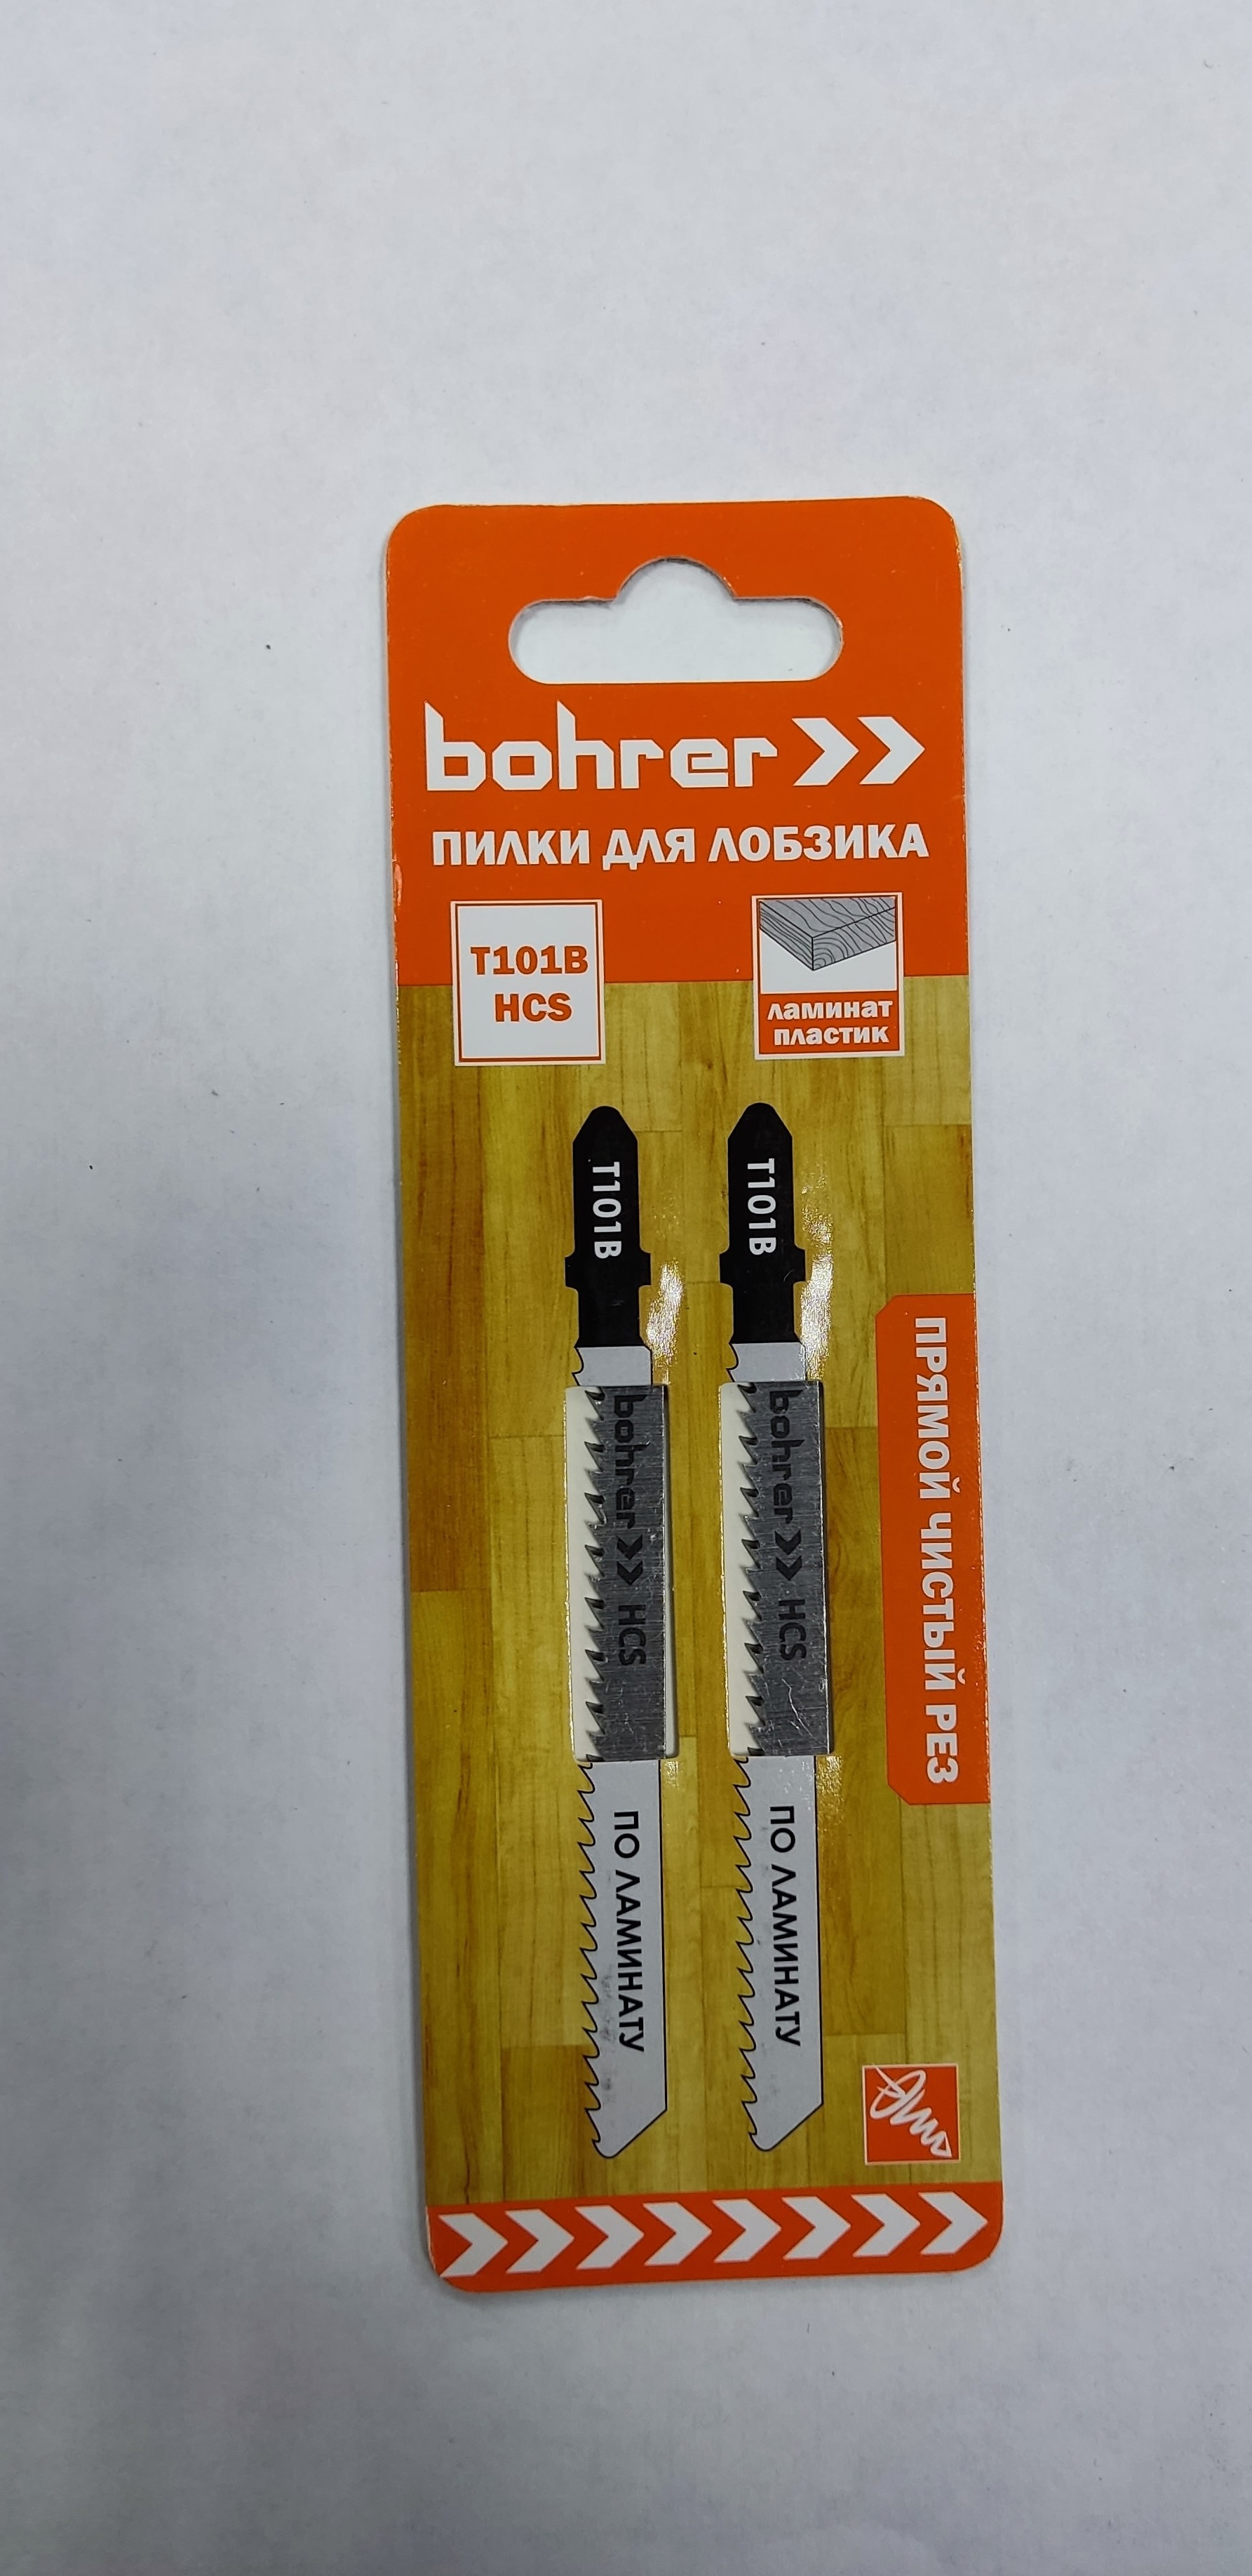 bohrer
ПИЛКИ ДЛЯ ЛОБЗИКА
T101B
HCS
ламинат
пластик
T101B
T101B
bohrer HCS
bohrer HCS
ПРЯМОЙ ЧИСТЫЙ РЕЗ
ПО ЛАМИНАТУ
ПО ЛАМИНАТУ